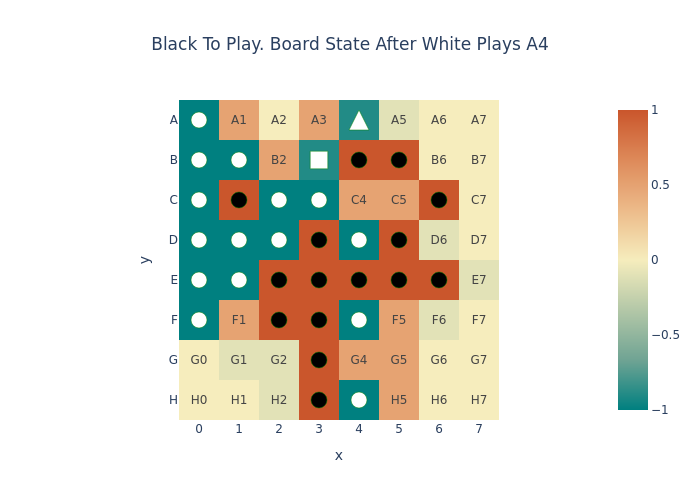 Black To Play. Board State After White Plays A4
A A1 A2 A3 A5 A6 A7
B B2 B6 B7
C C4 C5 C7
D D6 D7
E E7
F F1 F5 F6 F7
G G0 G1 G2 G4 G5 G6 G7
H H0 H1 H2 H5 H6 H7
0 1 2 3 4 5 6 7
x
y
1
0.5
0
−0.5
−1